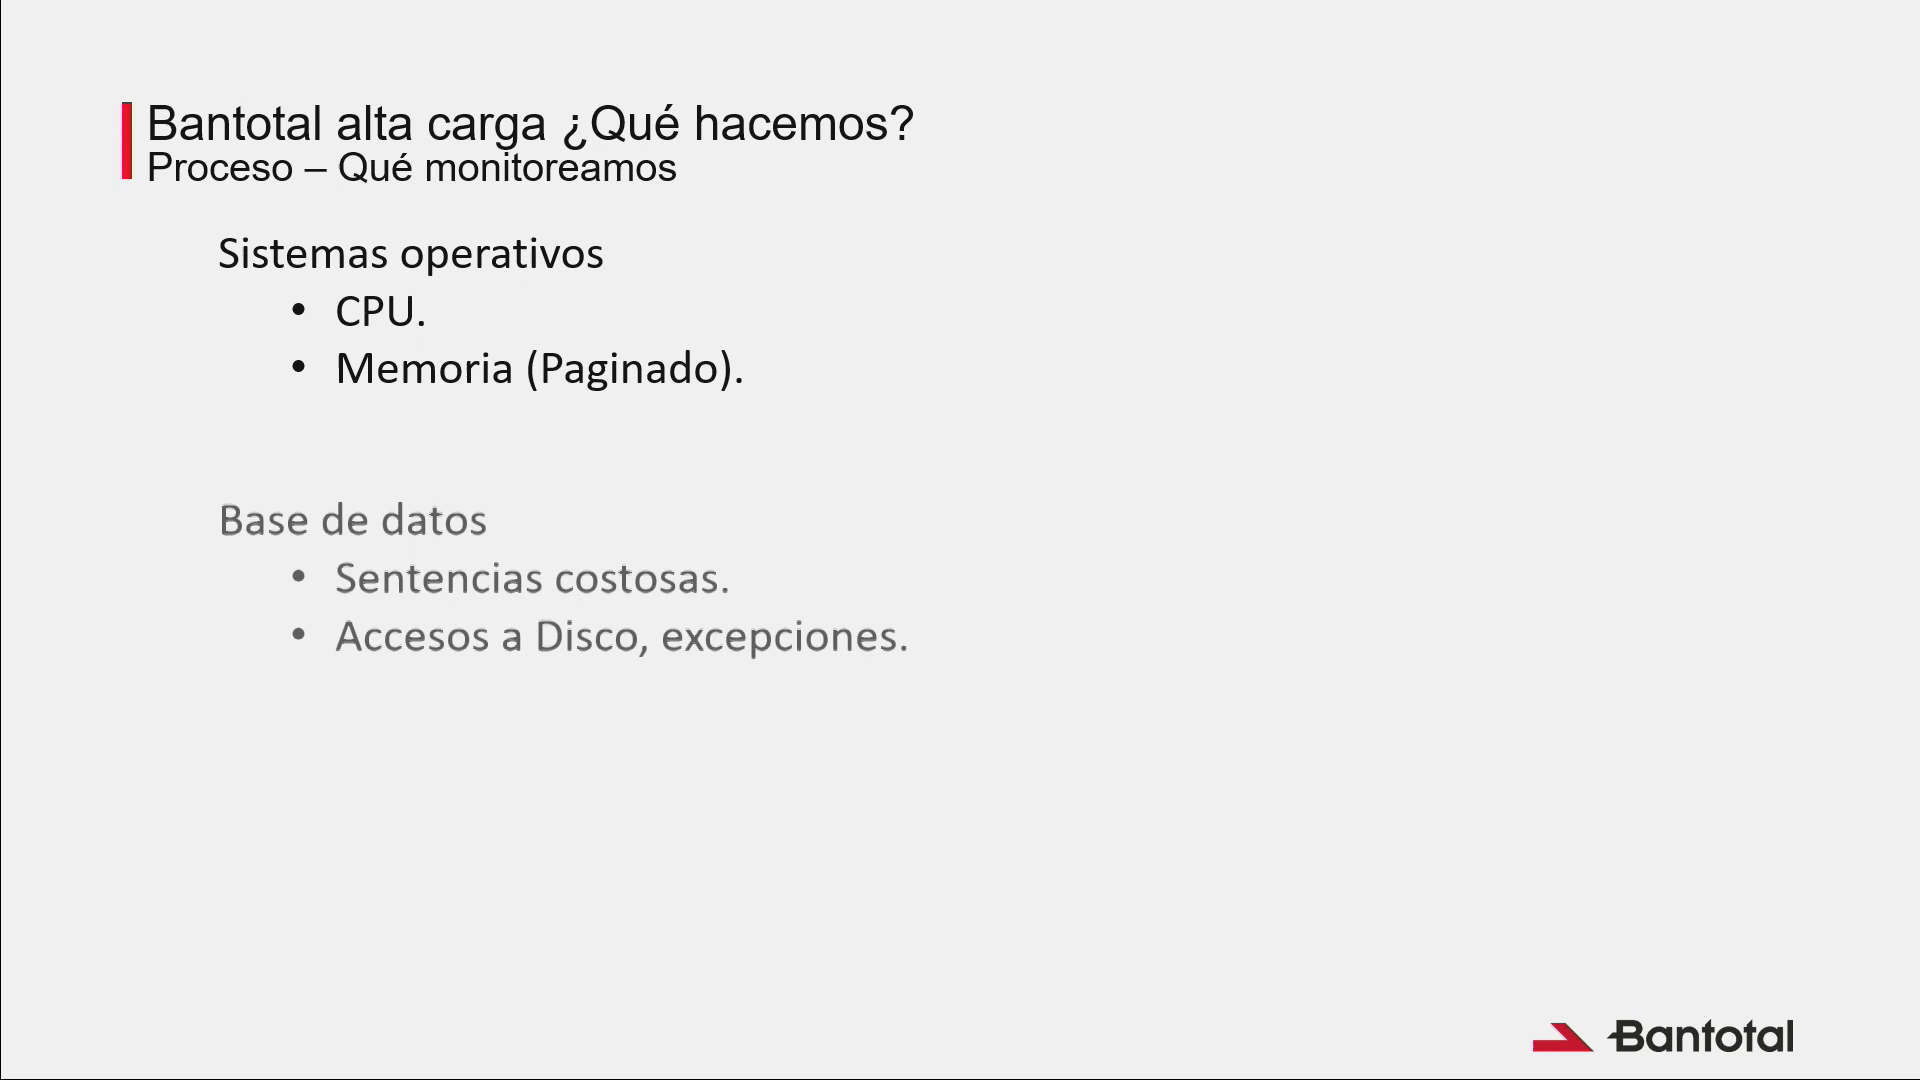 Bantotal alta carga ¿Qué hacemos?
Proceso – Qué monitoreamos
Sistemas operativos
• CPU.
• Memoria (Paginado).
Base de datos
• Sentencias costosas.
• Accesos a Disco, excepciones.
Bantotal